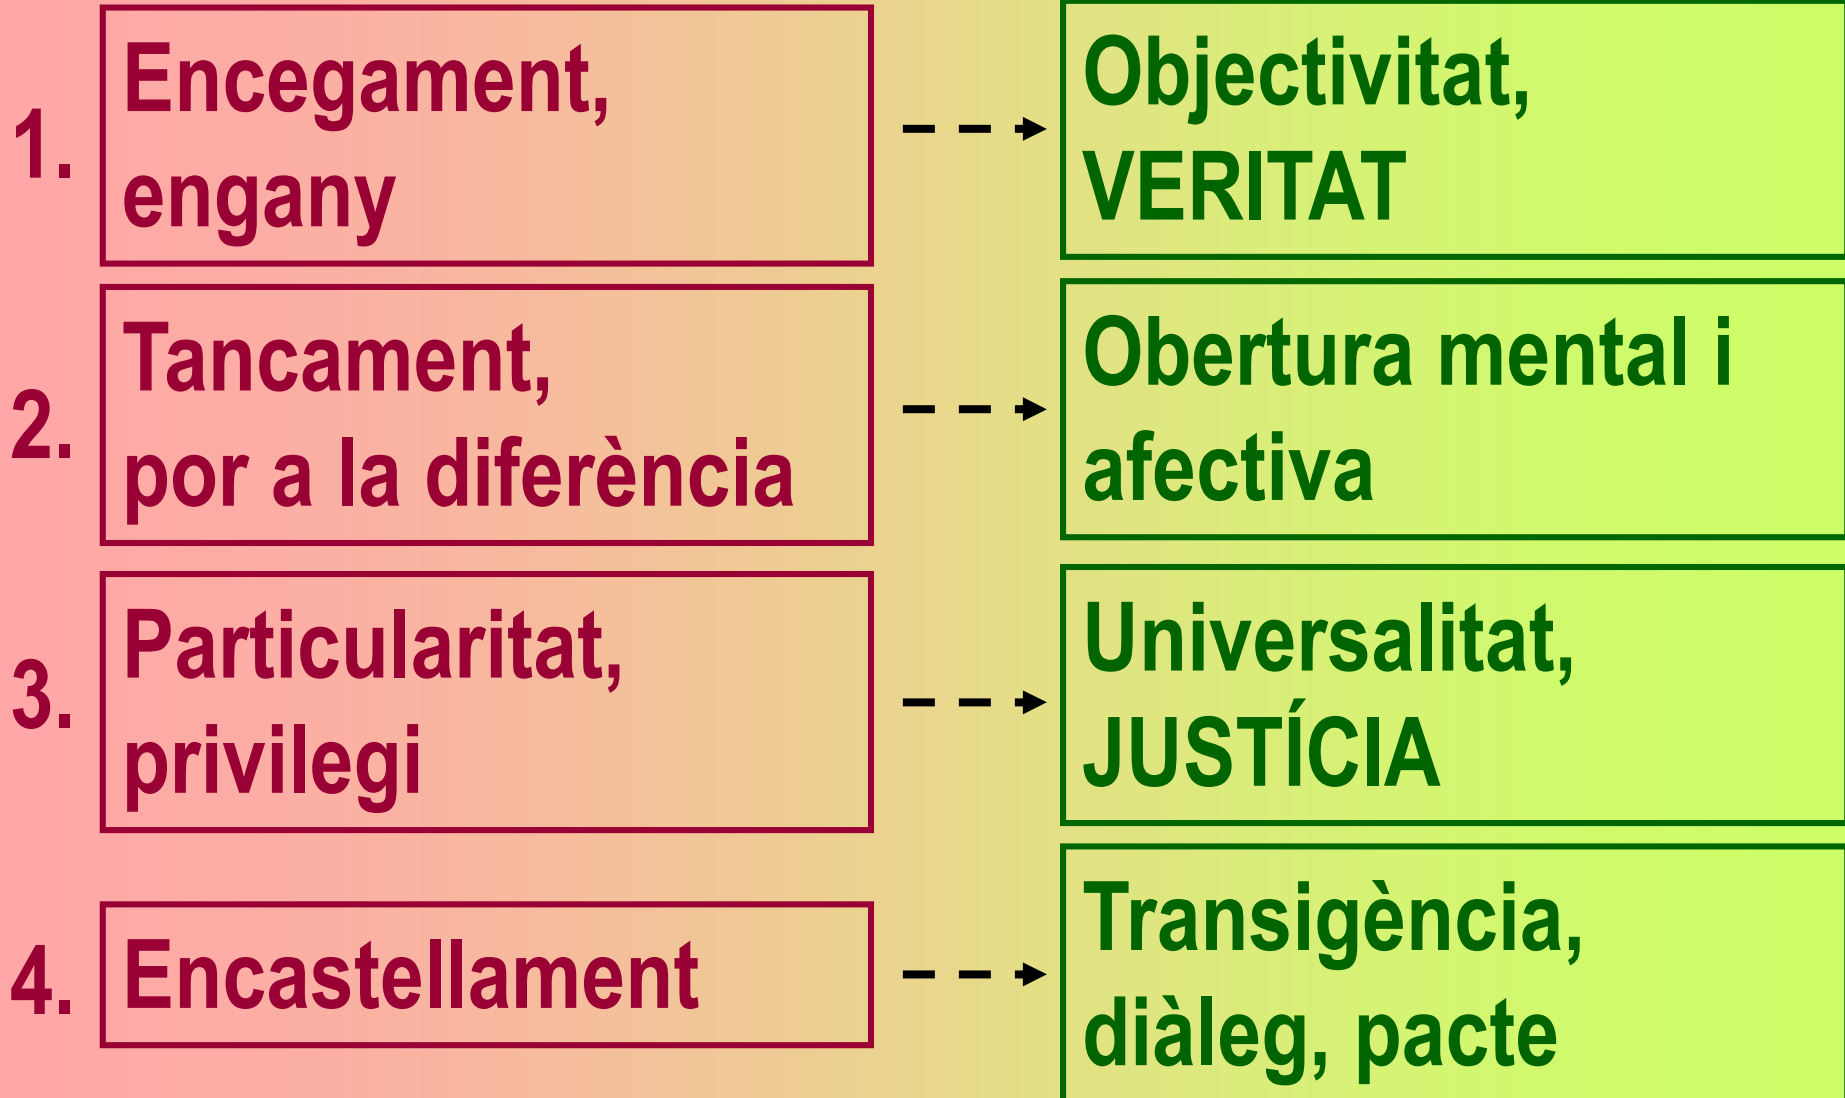 1.
Encegament,
engany
Objectivitat,
VERITAT
2.
Tancament,
por a la diferència
Obertura mental i
afectiva
3.
Particularitat,
privilegi
Universalitat,
JUSTÍCIA
4.
Encastellament
Transigència,
diàleg, pacte